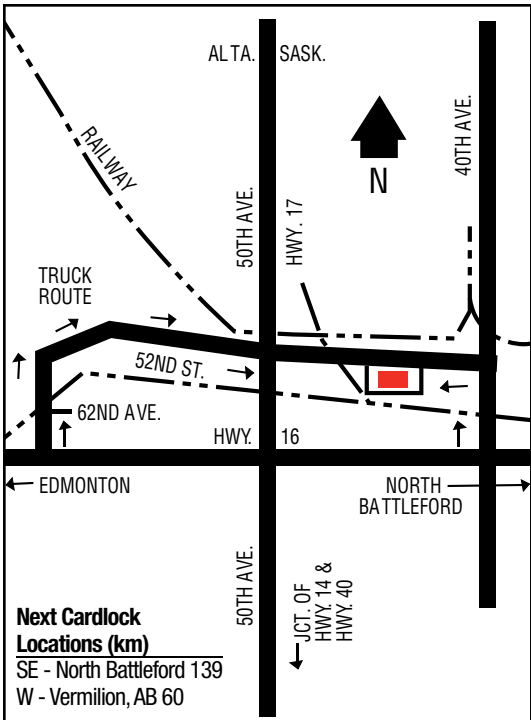 ALTA. SASK.
RAILWAY
50TH AVE.
N
40TH AVE.
HWY. 17
TRUCK
ROUTE
52ND ST.
62ND AVE.
HWY. 16
EDMONTON
NORTH
BATTLEFORD
50TH AVE.
JCT. OF
HWY. 14 &
HWY. 40
Next Cardlock
Locations (km)
SE - North Battleford 139
W - Vermilion, AB 60